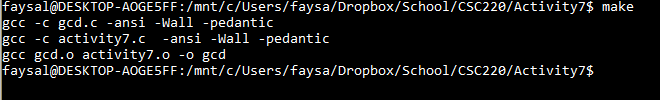 faysal@DESKTOP-AOGE5FF:/mnt/c/Users/faysa/Dropbox/School/CSC220/Activity7$ make
gcc -c gcd.c -ansi -Wall -pedantic
gcc -c activity7.c  -ansi -Wall -pedantic
gcc gcd.o activity7.o -o gcd
faysal@DESKTOP-AOGE5FF:/mnt/c/Users/faysa/Dropbox/School/CSC220/Activity7$